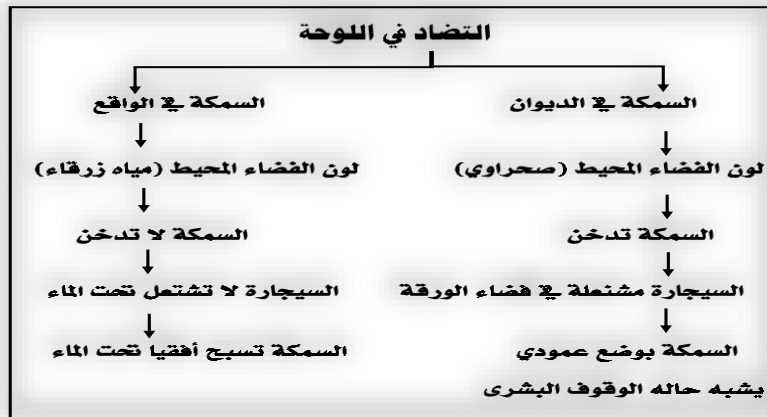 التضاد في اللوحة
السمكة في الديوان
السمكة في الواقع
لون الفضاء المحيط (صحراوي)
لون الفضاء المحيط (مياه زرقاء)
السمكة تدخن
السمكة لا تدخن
السيجارة مشتعلة في فضاء الورقة
السيجارة لا تشتعل تحت الماء
السمكة بوضع عمودي
السمكة تسبح أفقيا تحت الماء
يشبه حاله الوقوف البشرى